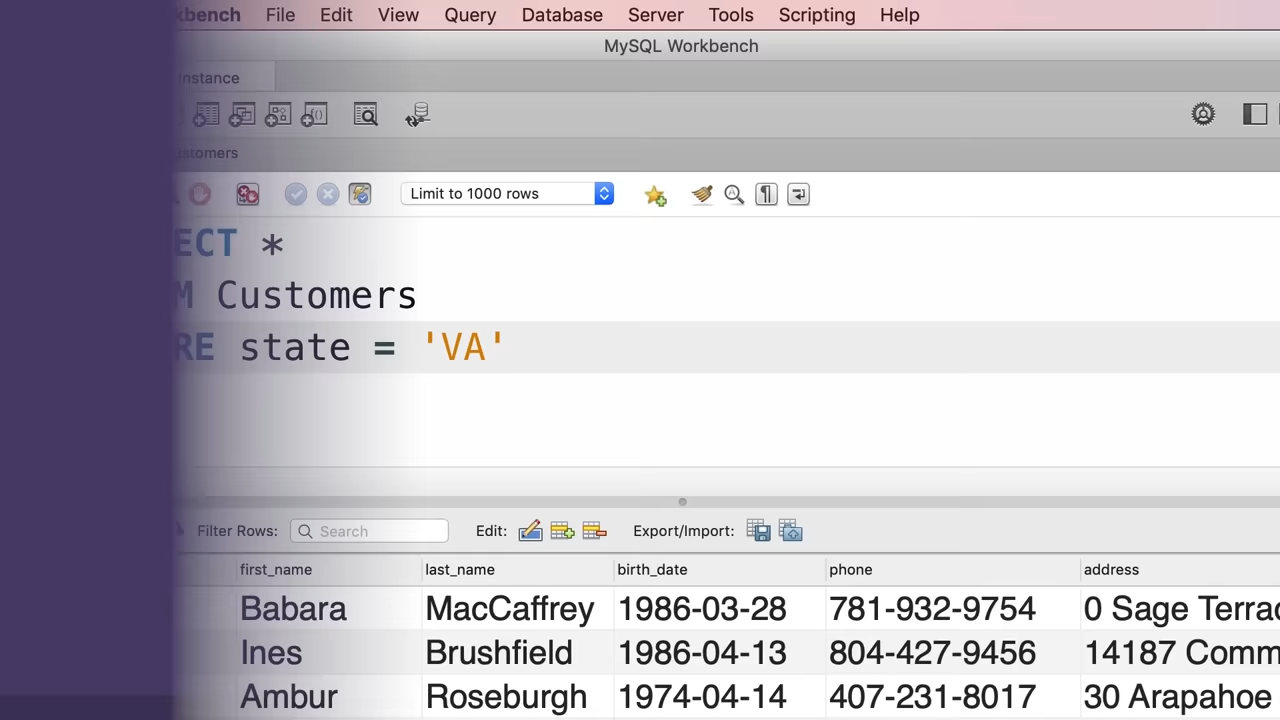 kbench File Edit View Query Database Server Tools Scripting Help
MySQL Workbench
instance
stomers
Limit to 1000 rows
ECT *
M Customers
RE state = 'VA'
Filter Rows: Search Edit: Export/Import:
first_name last_name birth_date phone address
Babara MacCaffrey 1986-03-28 781-932-9754 0 Sage Terrac
Ines Brushfield 1986-04-13 804-427-9456 14187 Comm
Ambur Roseburgh 1974-04-14 407-231-8017 30 Arapahoe